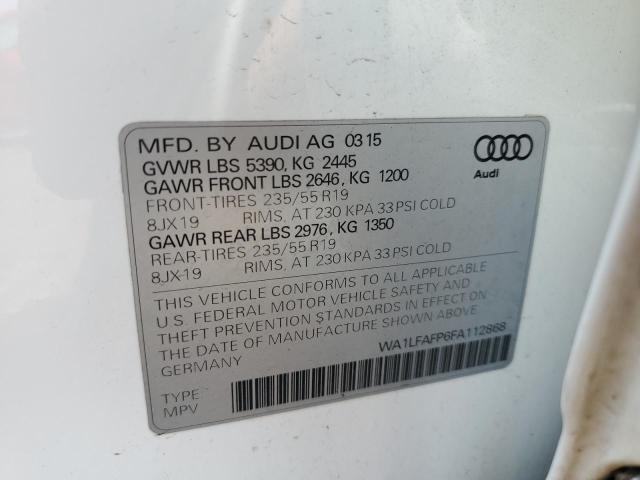 MFD. BY AUDI AG 03 15
GVWR LBS 5390, KG 2445
GAWR FRONT LBS 2646, KG 1200
FRONT-TIRES 235/55 R19
8JX19 RIMS, AT 230 KPA 33 PSI COLD
GAWR REAR LBS 2976, KG 1350
REAR-TIRES 235/55 R19
8JX-19 RIMS, AT 230 KPA 33 PSI COLD
Audi
THIS VEHICLE CONFORMS TO ALL APPLICABLE
U.S. FEDERAL MOTOR VEHICLE SAFETY AND
THEFT PREVENTION STANDARDS IN EFFECT ON
THE DATE OF MANUFACTURE SHOWN ABOVE
GERMANY
WA1LFAFP6FA112868
TYPE
MPV